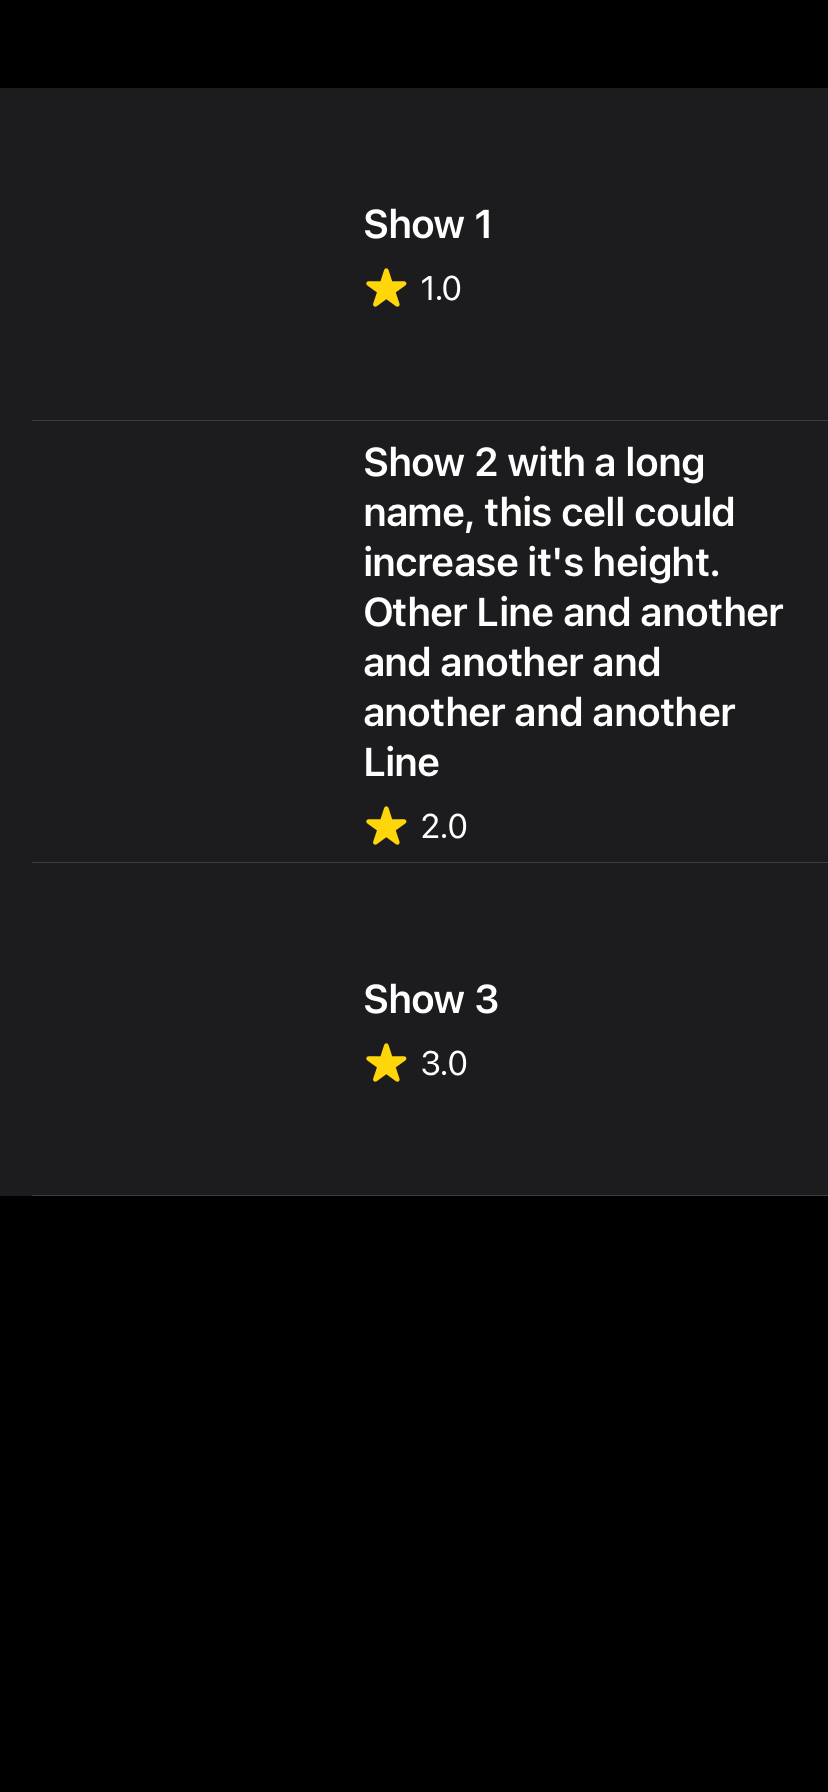 Show 1
1.0
Show 2 with a long
name, this cell could
increase it's height.
Other Line and another
and another and
another and another
Line
2.0
Show 3
3.0